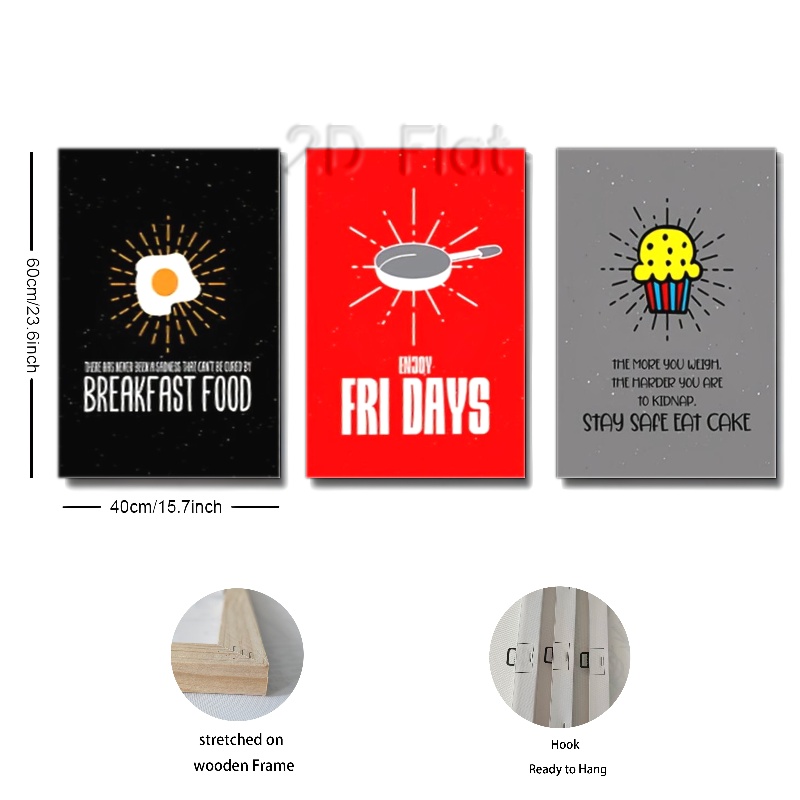 2D Flat
60cm/23.6inch
THERE HAS NEVER BEEN A SADNESS THAT CAN'T BE CURED BY
BREAKFAST FOOD
ENJOY
FRI DAYS
THE MORE YOU WEIGH,
THE HARDER YOU ARE
TO KIDNAP,
STAY SAFE EAT CAKE
40cm/15.7inch
stretched on
wooden Frame
Hook
Ready to Hang